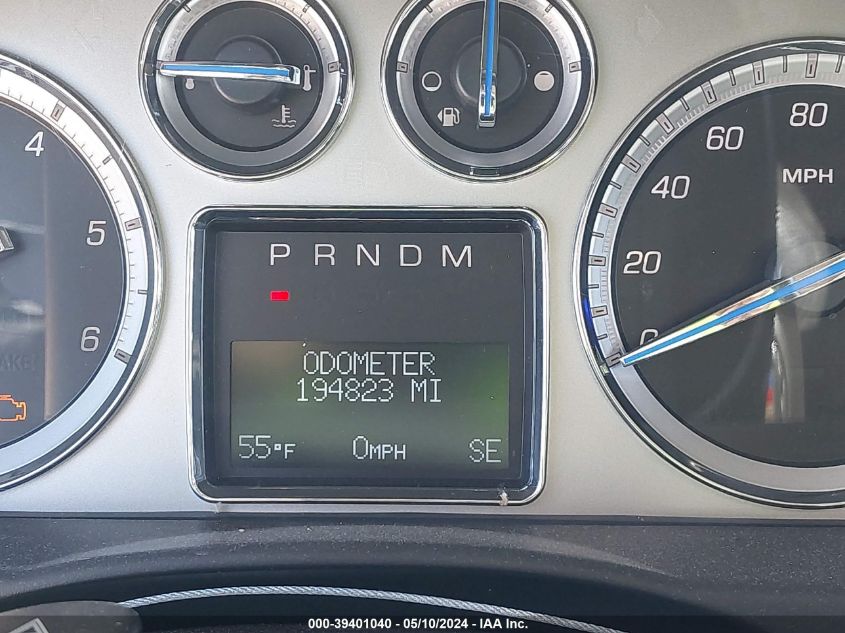 60
80
MPH
40
20
0
4
5
6
P R N D M
ODOMETER
194823 MI
55°F 0MPH SE
000-39401040 - 05/10/2024 - IAA Inc.